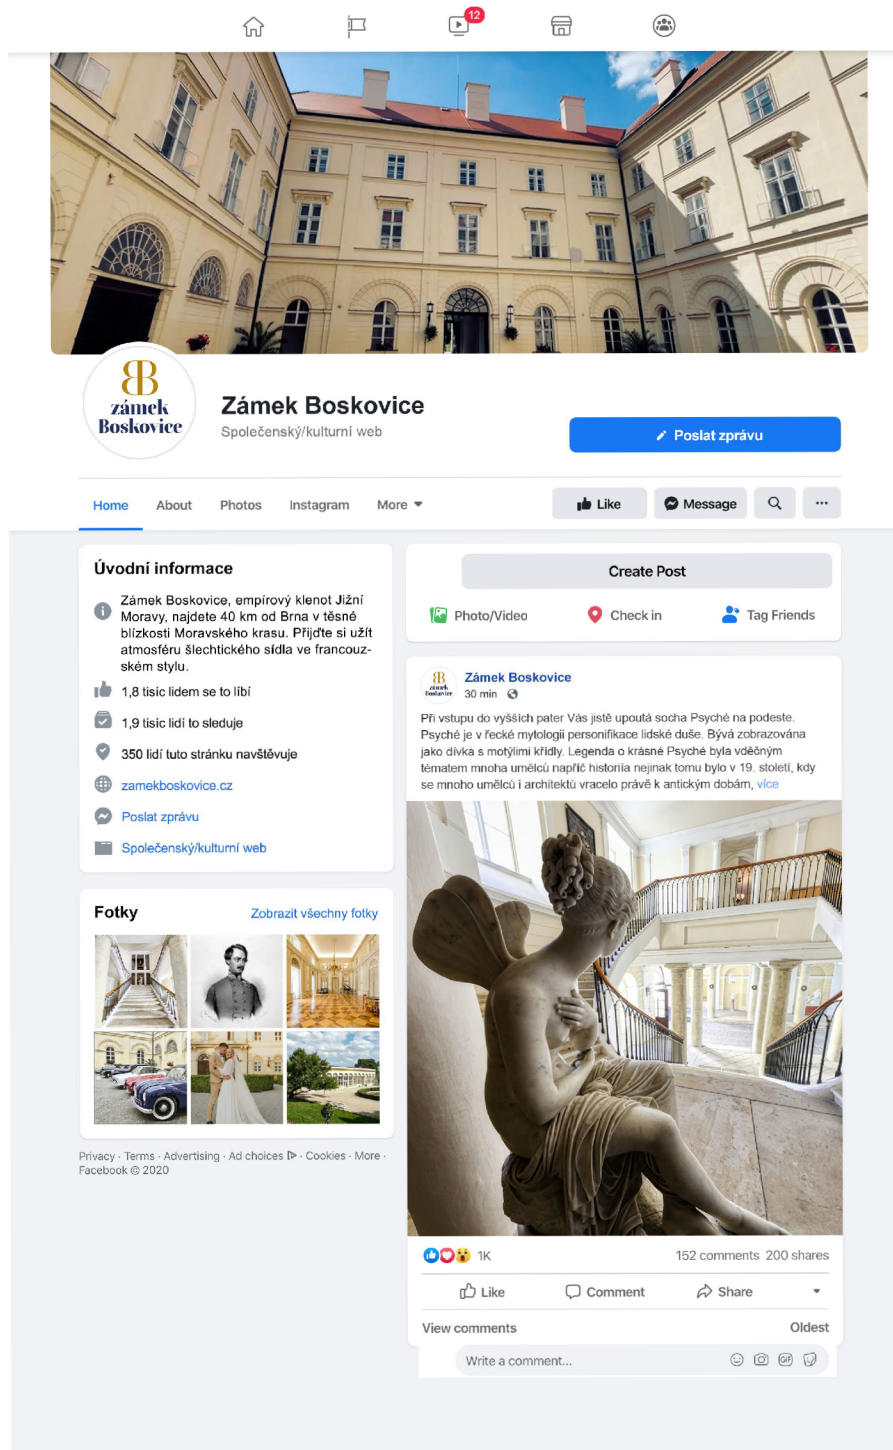 12
zámek
Boskovice
Zámek Boskovice
Společenský/kulturní web
Poslat zprávu
Home
About
Photos
Instagram
More
Like
Message
Úvodní informace
Zámek Boskovice, empírový klenot Jižní
Moravy, najdete 40 km od Brna v těsné
blízkosti Moravského krasu. Přijďte si užít
atmosféru šlechtického sídla ve francouz-
ském stylu.
1,8 tisíc lidem se to líbí
1,9 tisíc lidí to sleduje
350 lidí tuto stránku navštěvuje
zamekboskovice.cz
Poslat zprávu
Společenský/kulturní web
Fotky
Zobrazit všechny fotky
Privacy · Terms · Advertising · Ad choices · Cookies · More ·
Facebook © 2020
Create Post
Photo/Video
Check in
Tag Friends
zámek
Boskovice
Zámek Boskovice
30 min
Při vstupu do vyšších pater Vás jistě upoutá socha Psyché na podeste.
Psyché je v řecké mytologii personifikace lidské duše. Bývá zobrazována
jako dívka s motýlími křídly. Legenda o krásné Psyché byla vděčným
tématem mnoha umělců napříč historiía nejinak tomu bylo v 19. století, kdy
se mnoho umělců i architektů vracelo právě k antickým dobám, více
1K
152 comments 200 shares
Like
Comment
Share
View comments
Oldest
Write a comment...
GIF